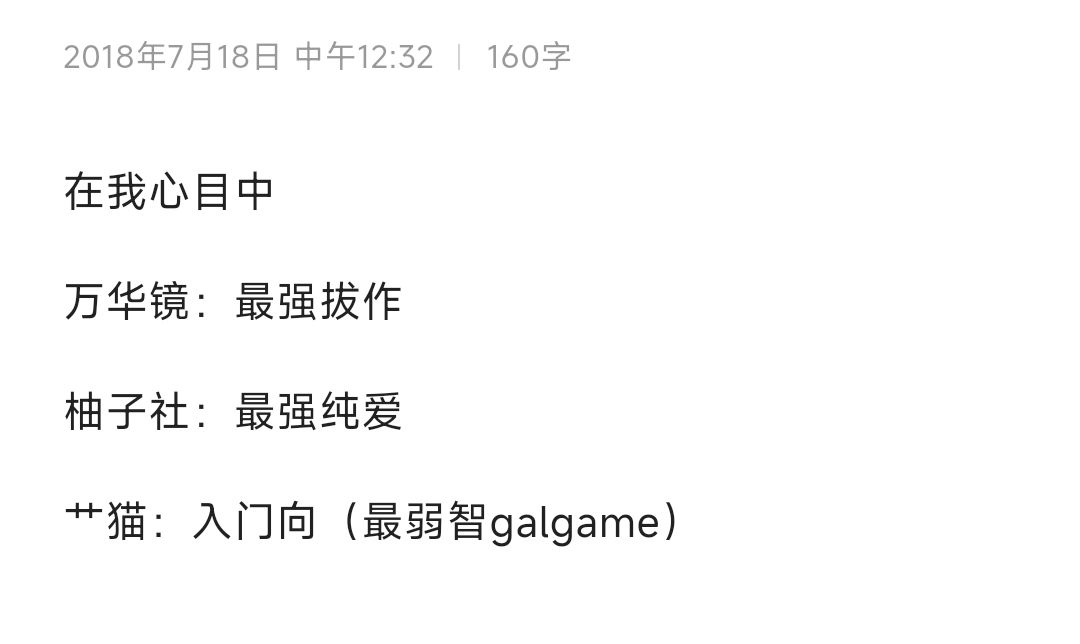 2018年7月18日 中午12:32 | 160字
在我心目中
万华镜：最强拔作
柚子社：最强纯爱
艹猫：入门向（最弱智galgame）